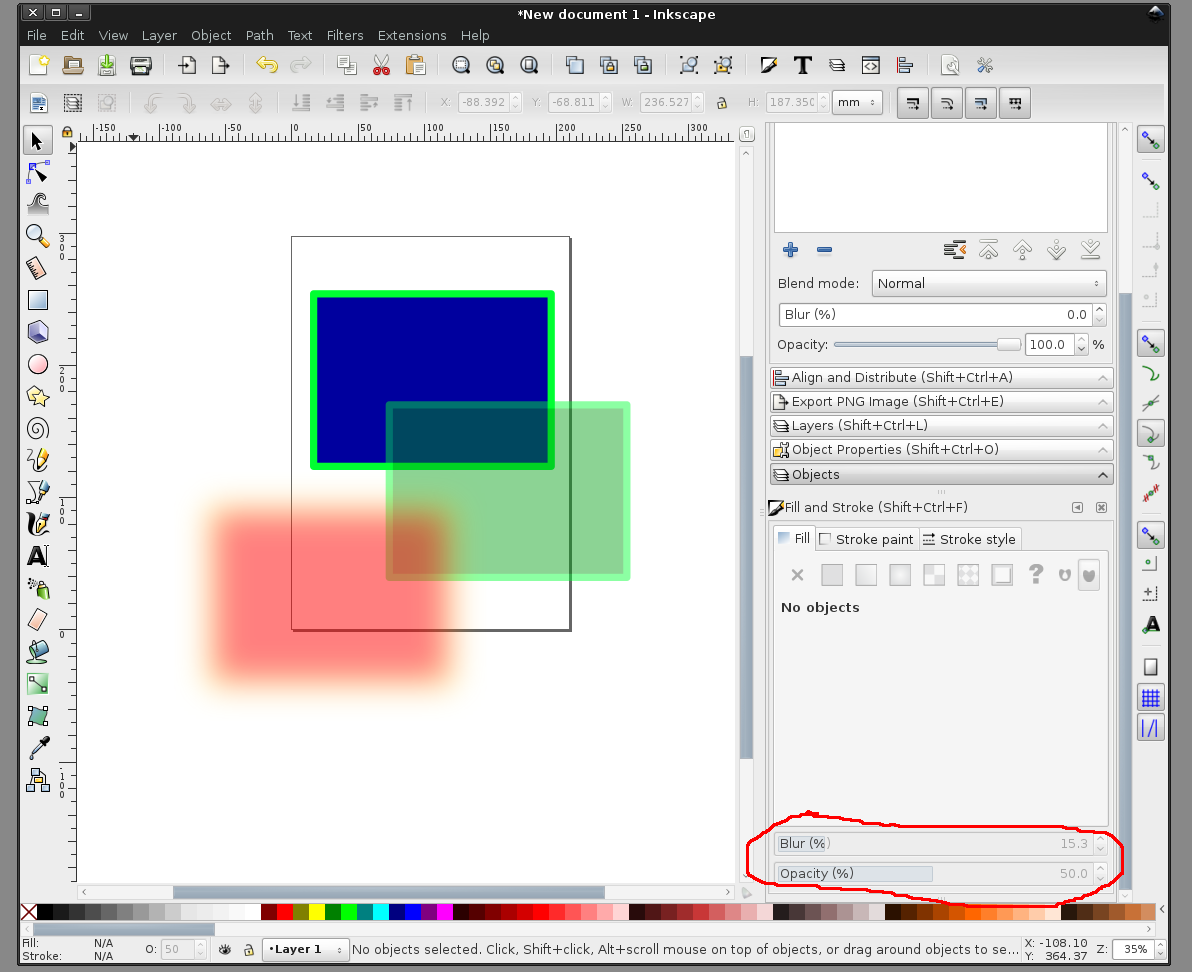 *New document 1 - Inkscape
File Edit View Layer Object Path Text Filters Extensions Help
X: -88.392 Y: -68.811 W: 236.527 H: 187.350 mm
-150 -100 -50 0 50 100 150 200 250 300
300
200
100
0
-100
Blend mode: Normal
Blur (%) 0.0
Opacity: 100.0 %
Align and Distribute (Shift+Ctrl+A)
Export PNG Image (Shift+Ctrl+E)
Layers (Shift+Ctrl+L)
Object Properties (Shift+Ctrl+O)
Objects
Fill and Stroke (Shift+Ctrl+F)
Fill Stroke paint Stroke style
No objects
Blur (%) 15.3
Opacity (%) 50.0
Fill: N/A
Stroke: N/A
O: 50
•Layer 1
No objects selected. Click, Shift+click, Alt+scroll mouse on top of objects, or drag around objects to se...
X: -108.10
Y: 364.37
Z: 35%